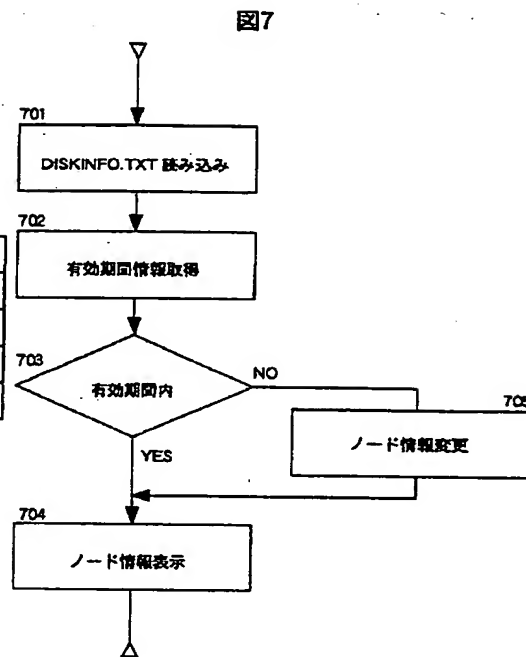 図7
701
DISKINFO.TXT 読み込み
702
有効期間情報取得
703
有効期間内
NO
705
ノード情報変更
YES
704
ノード情報表示